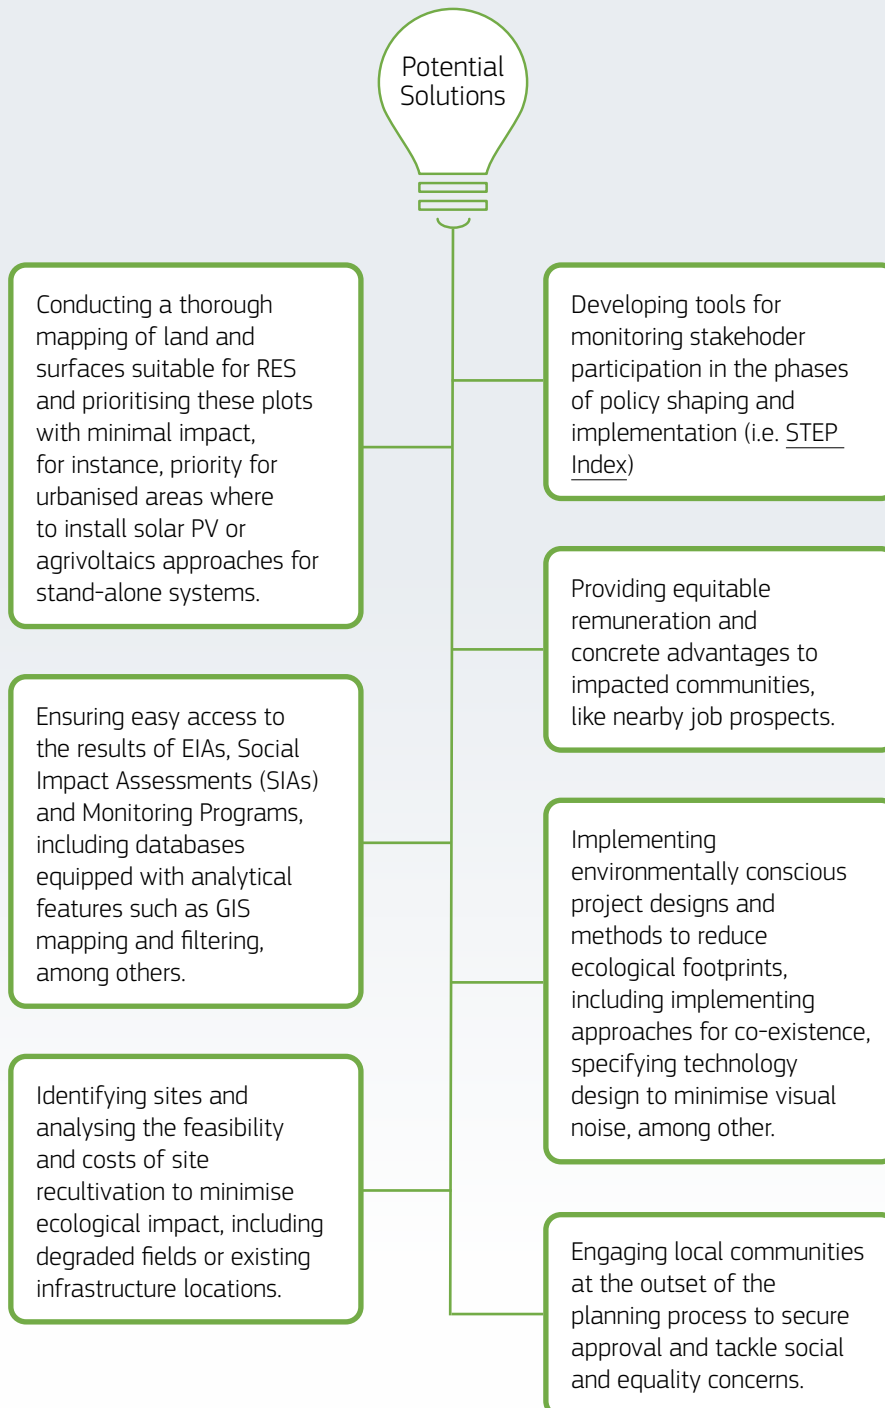 Potential
Solutions
Conducting a thorough
mapping of land and
surfaces suitable for RES
and prioritising these plots
with minimal impact,
for instance, priority for
urbanised areas where
to install solar PV or
agrivoltaics approaches for
stand-alone systems.
Ensuring easy access to
the results of EIAs, Social
Impact Assessments (SIAs)
and Monitoring Programs,
including databases
equipped with analytical
features such as GIS
mapping and filtering,
among others.
Identifying sites and
analysing the feasibility
and costs of site
recultivation to minimise
ecological impact, including
degraded fields or existing
infrastructure locations.
Developing tools for
monitoring stakehoder
participation in the phases
of policy shaping and
implementation (i.e. STEP
Index)
Providing equitable
remuneration and
concrete advantages to
impacted communities,
like nearby job prospects.
Implementing
environmentally conscious
project designs and
methods to reduce
ecological footprints,
including implementing
approaches for co-existence,
specifying technology
design to minimise visual
noise, among other.
Engaging local communities
at the outset of the
planning process to secure
approval and tackle social
and equality concerns.